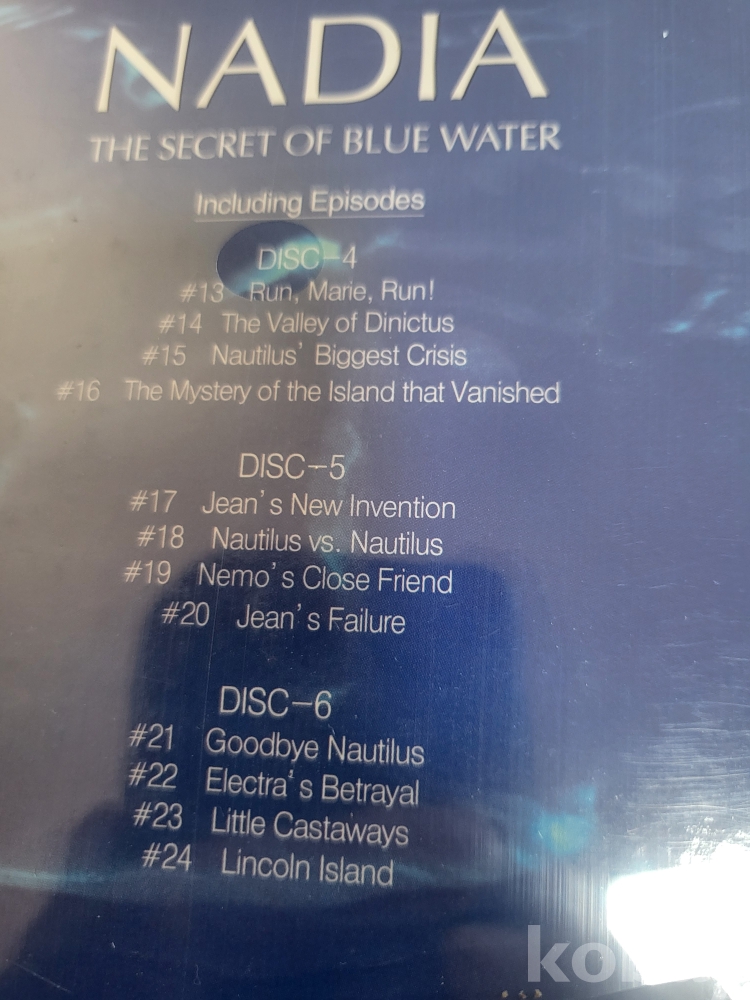 NADIA
THE SECRET OF BLUE WATER
Including Episodes
DISC-4
#13 Run, Marie, Run!
#14 The Valley of Dinictus
#15 Nautilus' Biggest Crisis
#16 The Mystery of the Island that Vanished
DISC-5
#17 Jean's New Invention
#18 Nautilus vs. Nautilus
#19 Nemo's Close Friend
#20 Jean's Failure
DISC-6
#21 Goodbye Nautilus
#22 Electra's Betrayal
#23 Little Castaways
#24 Lincoln Island